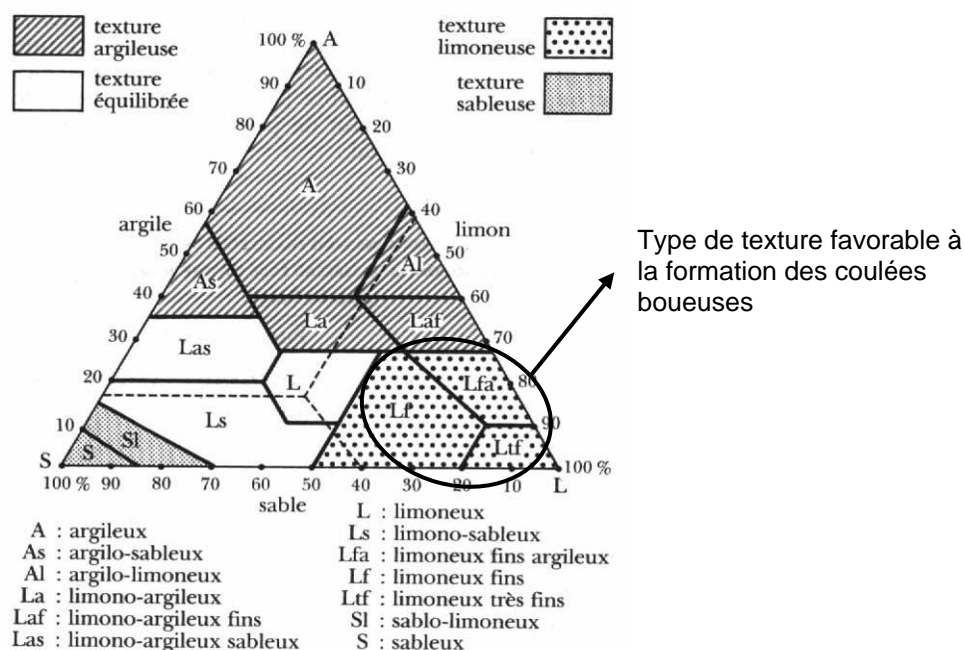 texture
argileuse
texture
équilibrée
texture
limoneuse
texture
sableuse
100 % A
90
10
80
20
70
30
A
60
40
argile
limon
50
50
Al
As
40
60
La
Laf
30
70
Las
Lfa
80
20
L
Ls
Lf
90
10
Sl
S
Ltf
S
100 %
L
100 % 90 80 70 60 50 40 30 20 10
sable
Type de texture favorable à
la formation des coulées
boueuses
A : argileux
As : argilo-sableux
Al : argilo-limoneux
La : limono-argileux
Laf : limono-argileux fins
Las : limono-argileux sableux
L : limoneux
Ls : limono-sableux
Lfa : limoneux fins argileux
Lf : limoneux fins
Ltf : limoneux très fins
Sl : sablo-limoneux
S : sableux